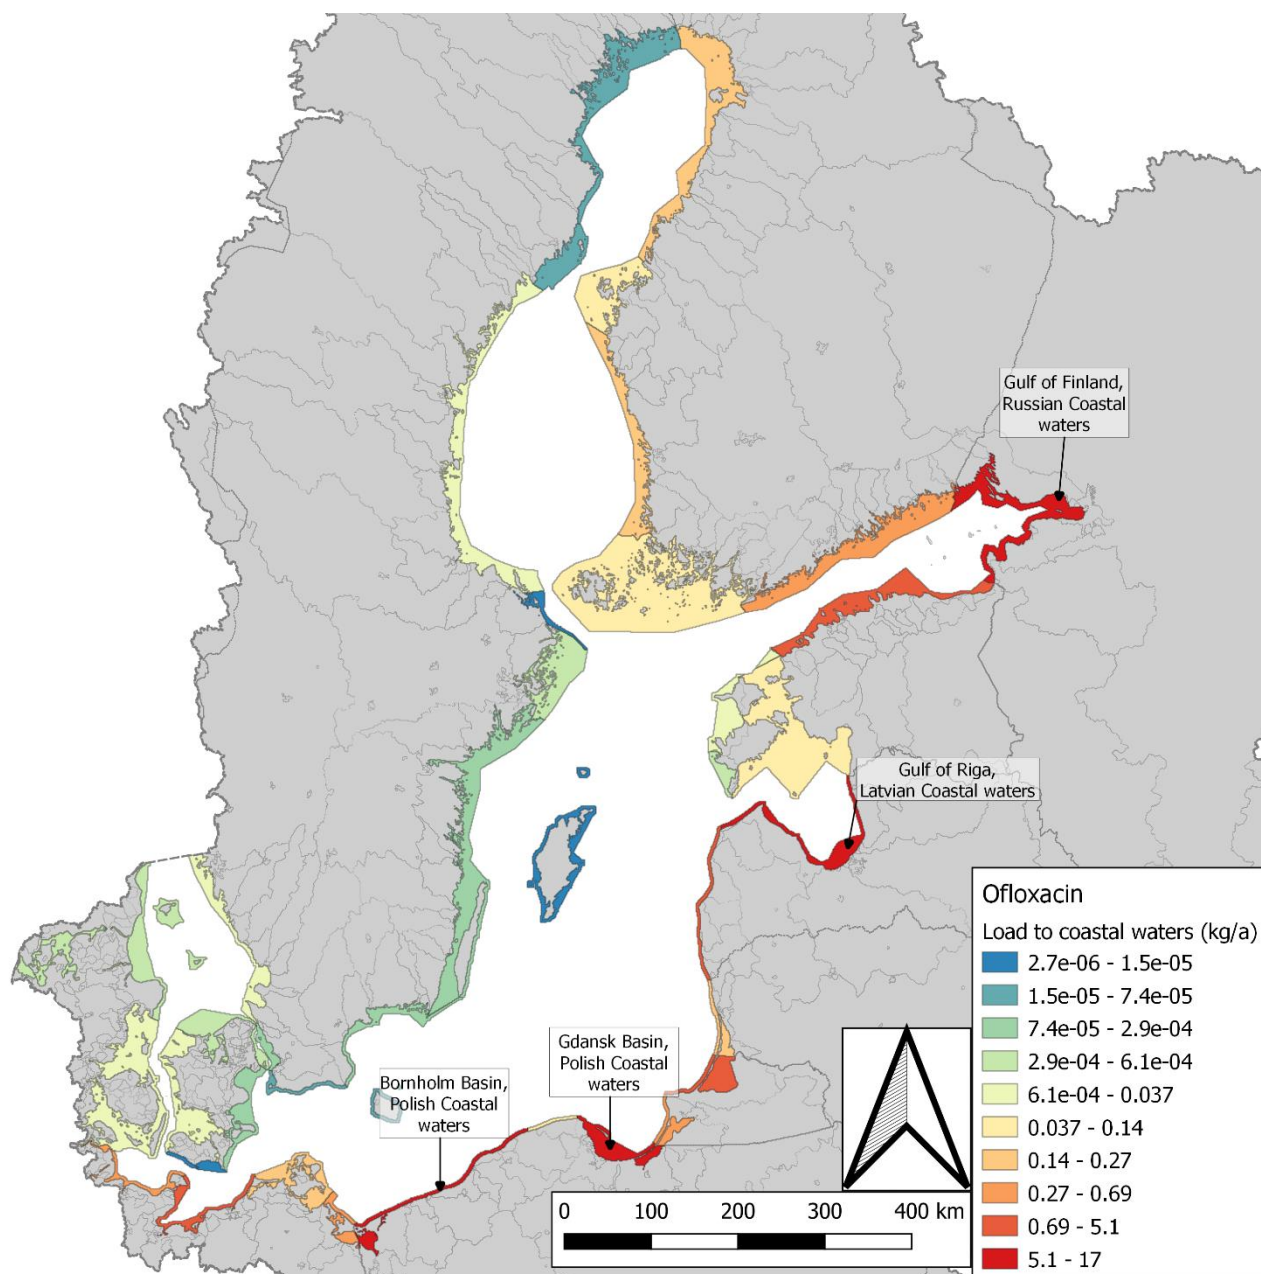 Gulf of Finland,
Russian Coastal
waters
Gulf of Riga,
Latvian Coastal waters
Gdansk Basin,
Polish Coastal
waters
Bornholm Basin,
Polish Coastal
waters
0 100 200 300 400 km
Ofloxacin
Load to coastal waters (kg/a)
2.7e-06 - 1.5e-05
1.5e-05 - 7.4e-05
7.4e-05 - 2.9e-04
2.9e-04 - 6.1e-04
6.1e-04 - 0.037
0.037 - 0.14
0.14 - 0.27
0.27 - 0.69
0.69 - 5.1
5.1 - 17